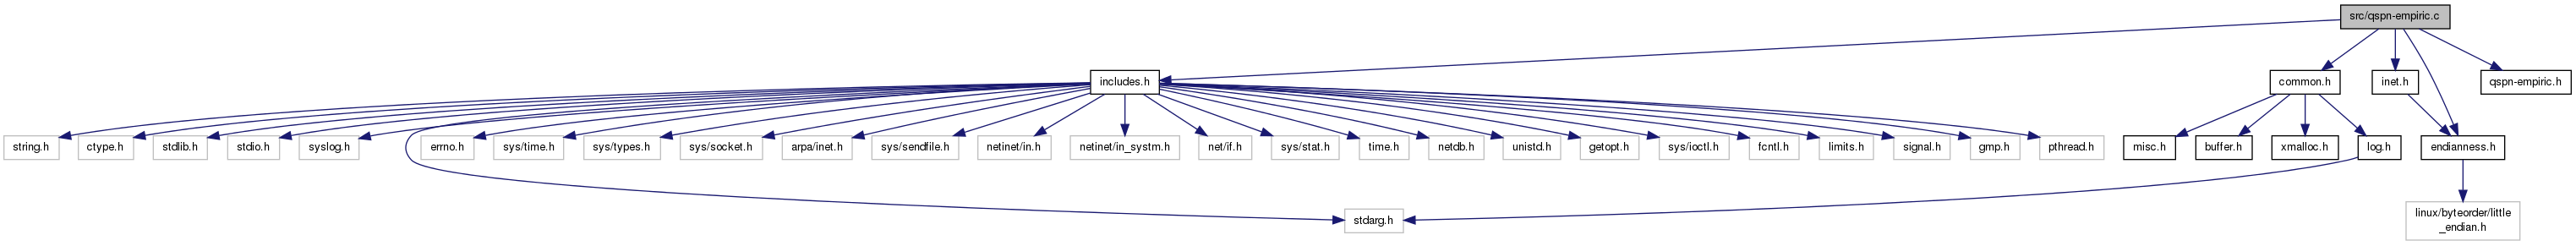 src/qspn-empiric.c
includes.h
common.h
inet.h
qspn-empiric.h
string.h
ctype.h
stdlib.h
stdio.h
syslog.h
errno.h
sys/time.h
sys/types.h
sys/socket.h
arpa/inet.h
sys/sendfile.h
netinet/in.h
netinet/in_systm.h
net/if.h
sys/stat.h
time.h
netdb.h
unistd.h
getopt.h
sys/ioctl.h
fcntl.h
limits.h
signal.h
gmp.h
pthread.h
misc.h
buffer.h
xmalloc.h
log.h
endianness.h
stdarg.h
linux/byteorder/little
_endian.h